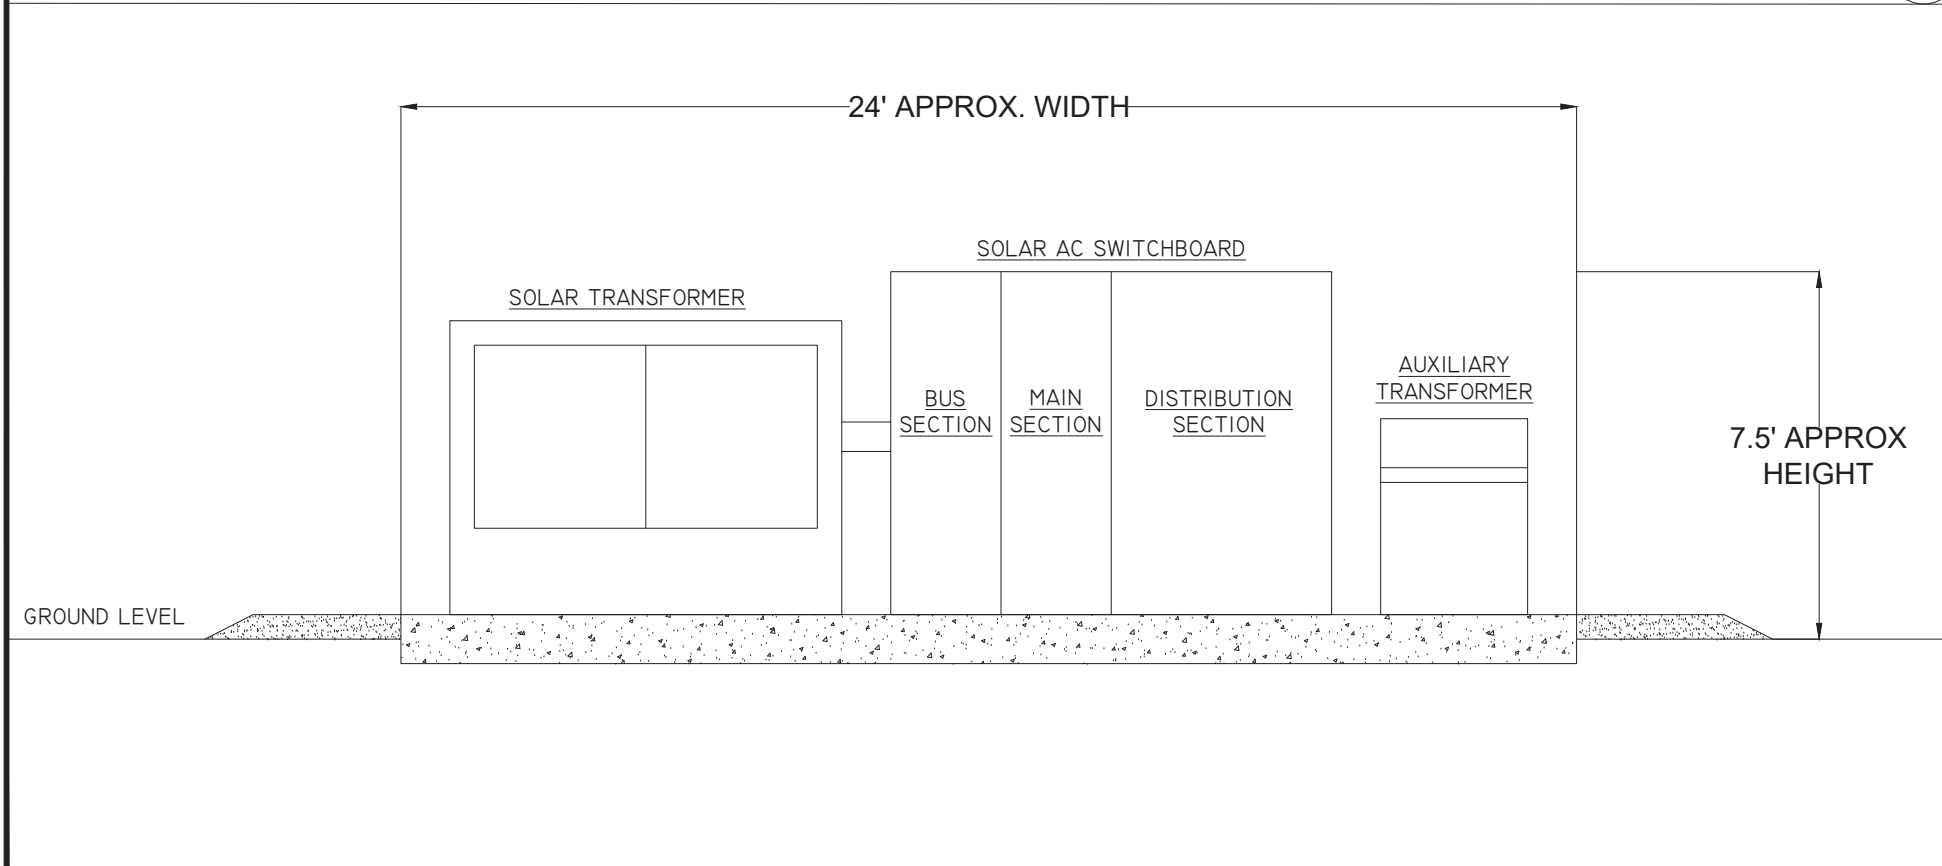 24' APPROX. WIDTH
SOLAR AC SWITCHBOARD
SOLAR TRANSFORMER
AUXILIARY
TRANSFORMER
BUS
SECTION
MAIN
SECTION
DISTRIBUTION
SECTION
7.5' APPROX
HEIGHT
GROUND LEVEL